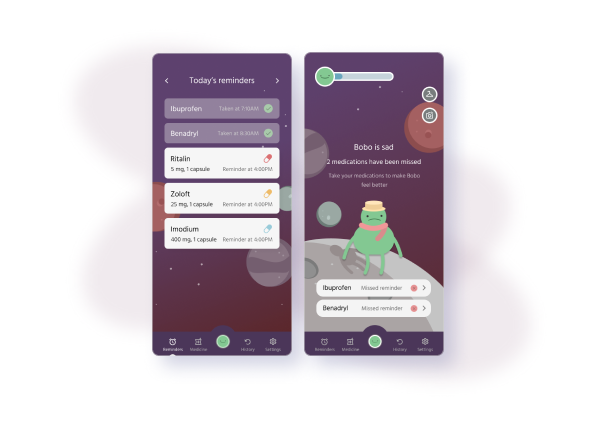 Today's reminders
Ibuprofen Taken at 7:10AM
Benadryl Taken at 8:30AM
Ritalin
5 mg, 1 capsule Reminder at 4:00PM
Zoloft
25 mg, 1 capsule Reminder at 4:00PM
Imodium
400 mg, 1 capsule Reminder at 4:00PM
Reminders Medicine History Settings
Bobo is sad
2 medications have been missed
Take your medications to make Bobo
feel better
Ibuprofen Missed reminder
Benadryl Missed reminder
Reminders Medicine History Settings